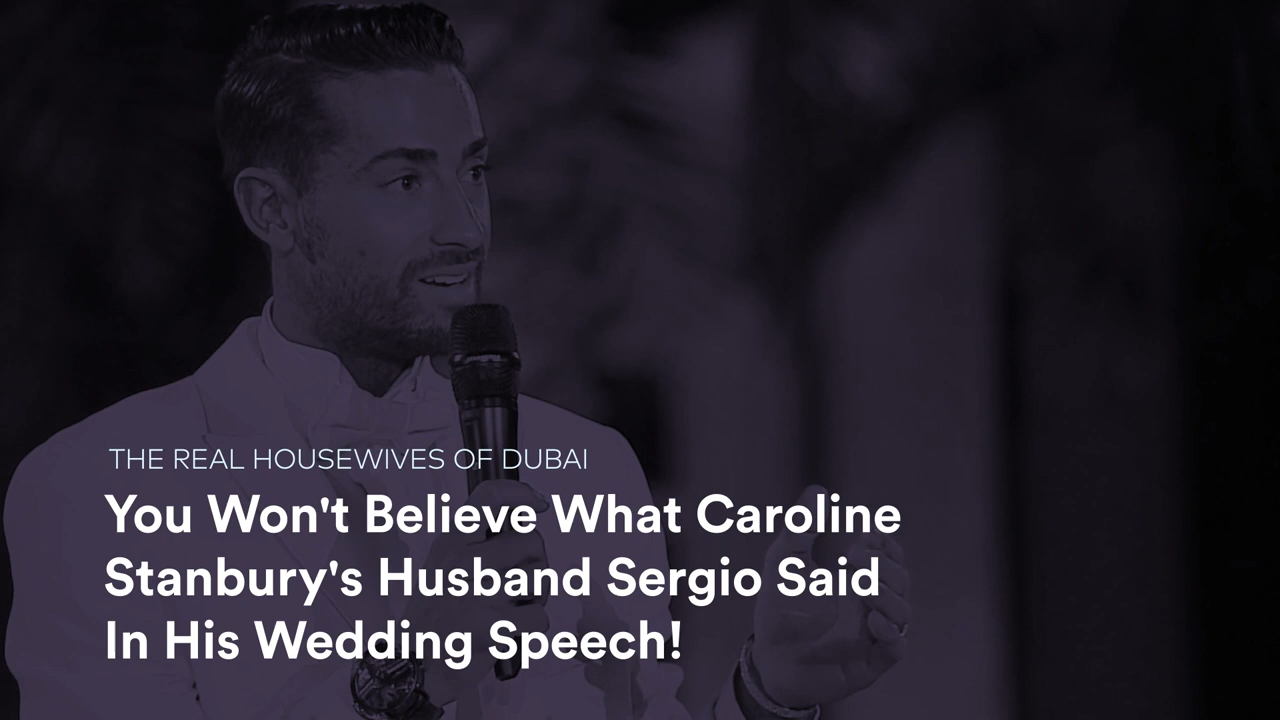 THE REAL HOUSEWIVES OF DUBAI
You Won't Believe What Caroline
Stanbury's Husband Sergio Said
In His Wedding Speech!